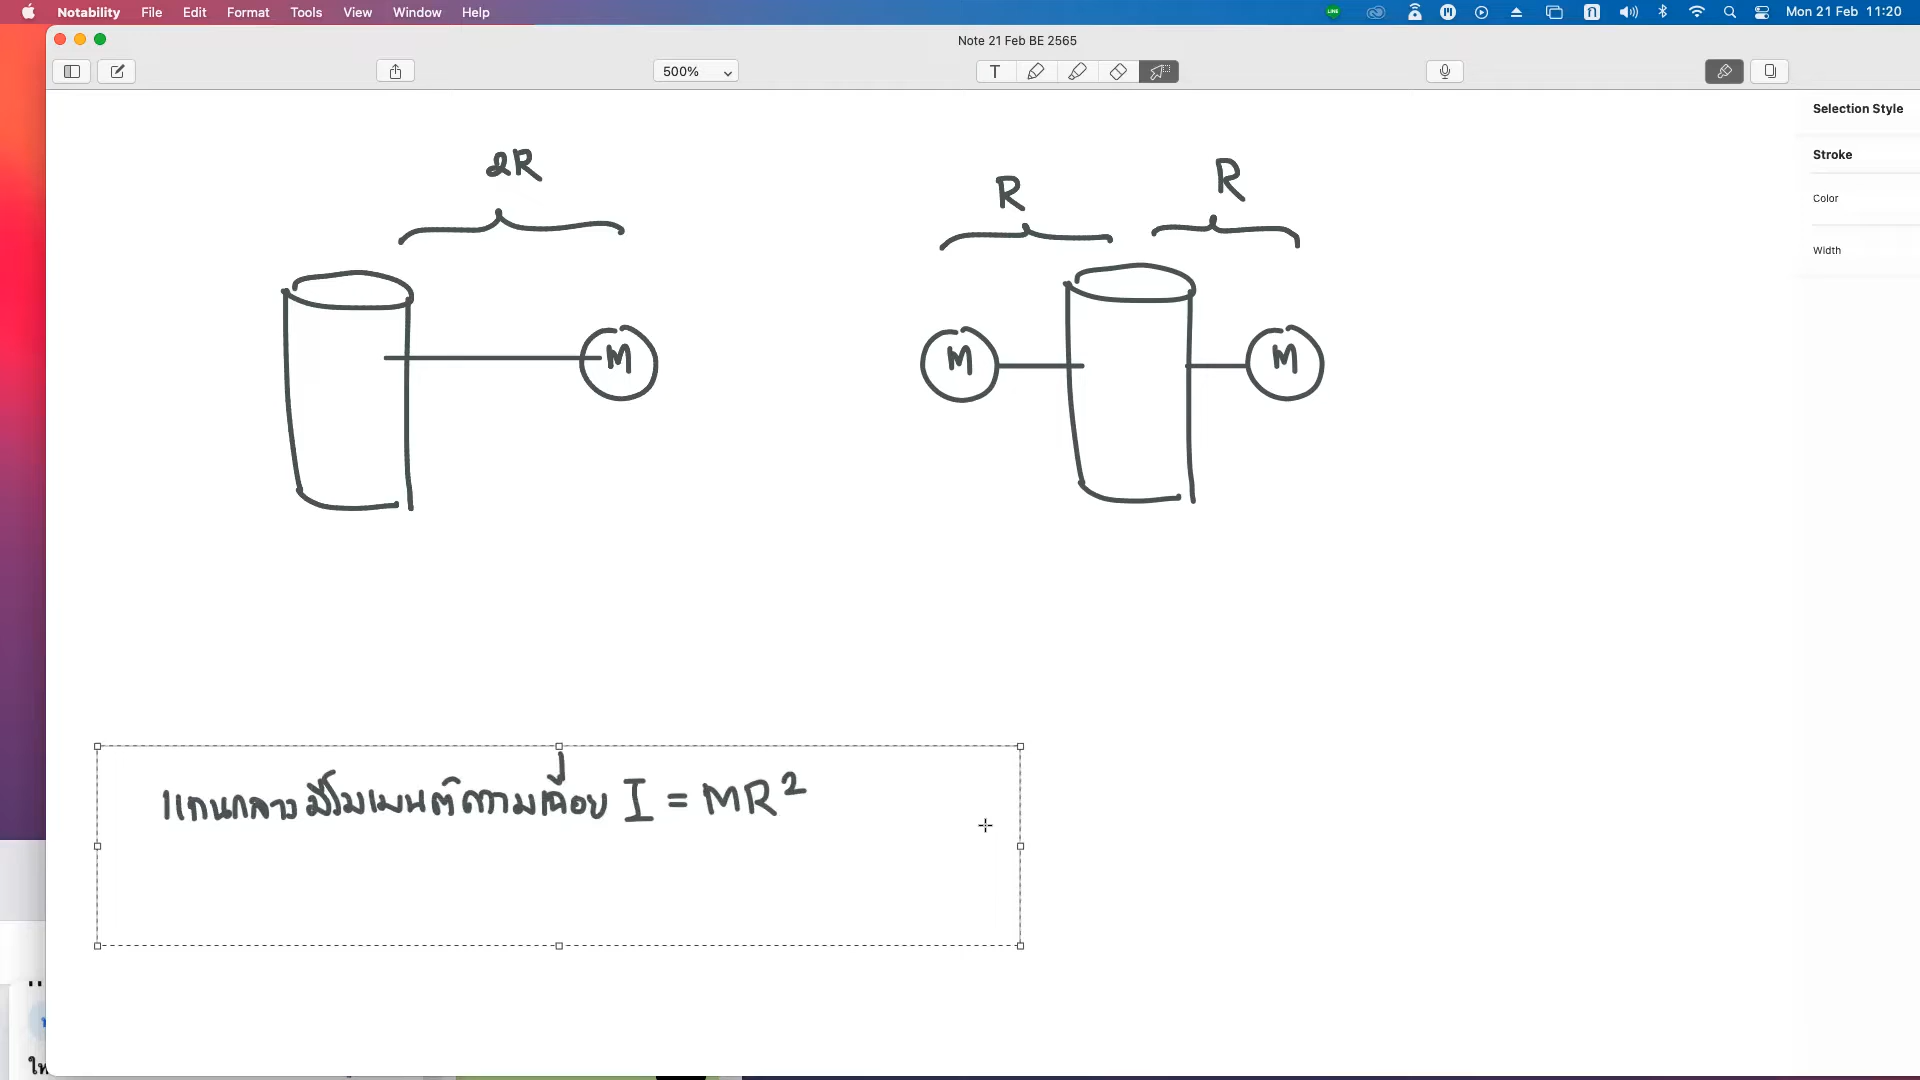 Notability File Edit Format Tools View Window Help
LINE
ก
Mon 21 Feb 11:20
Note 21 Feb BE 2565
500%
T
Selection Style
Stroke
Color
Width
2R
R
R
M
M
M
แกนกลางมีโมเมนต์ความเฉื่อย I = MR²